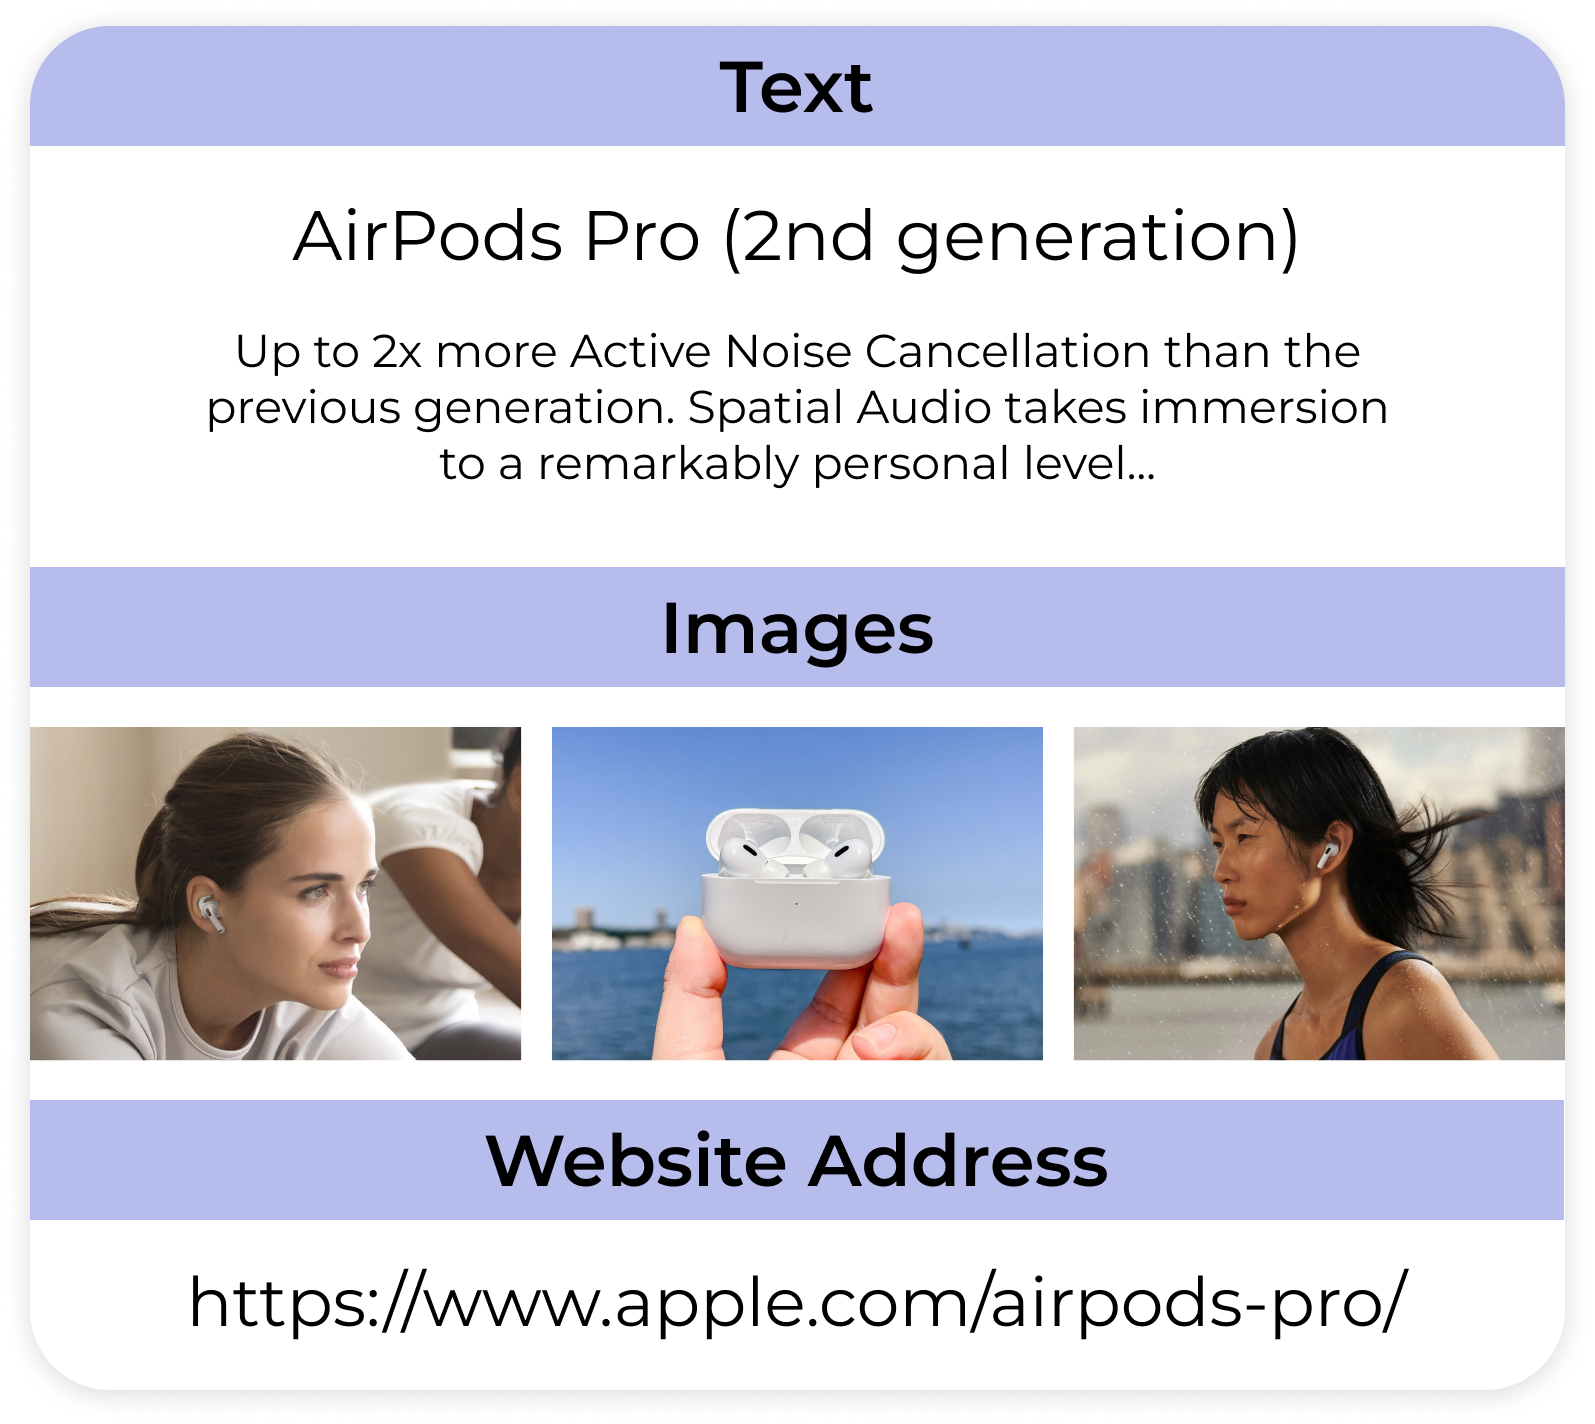 Text
AirPods Pro (2nd generation)
Up to 2x more Active Noise Cancellation than the
previous generation. Spatial Audio takes immersion
to a remarkably personal level...
Images
Website Address
https://www.apple.com/airpods-pro/